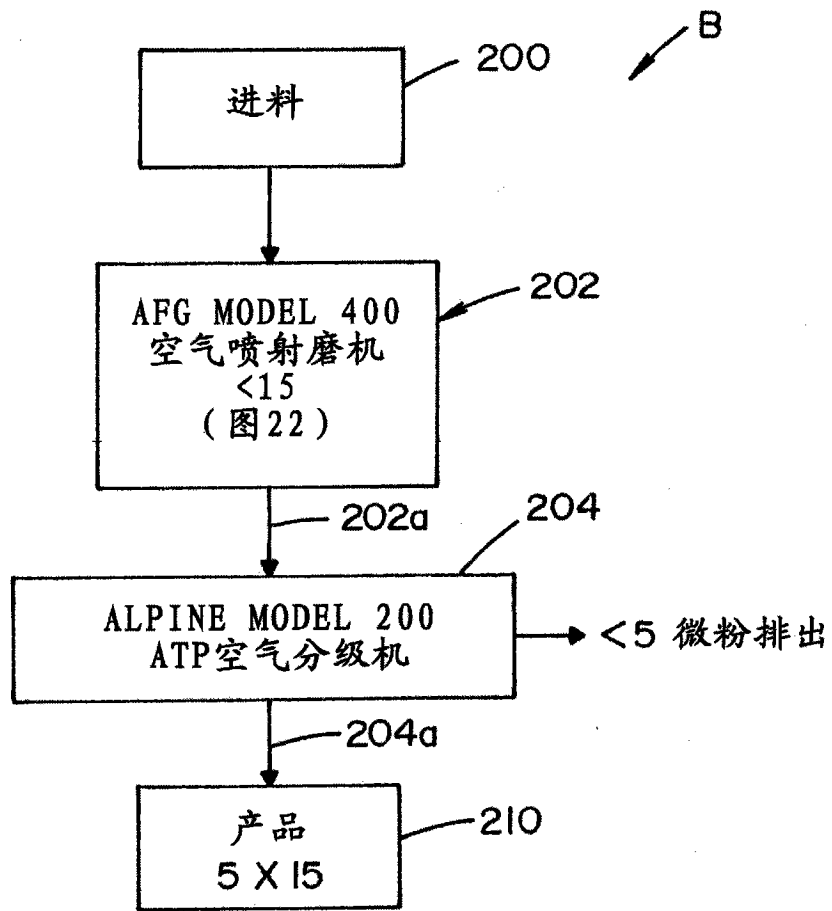 B
200
进料
202
AFG MODEL 400
空气喷射磨机
<15
(图22)
202a
204
ALPINE MODEL 200
ATP空气分级机
<5 微粉排出
204a
产品
5 X 15
210